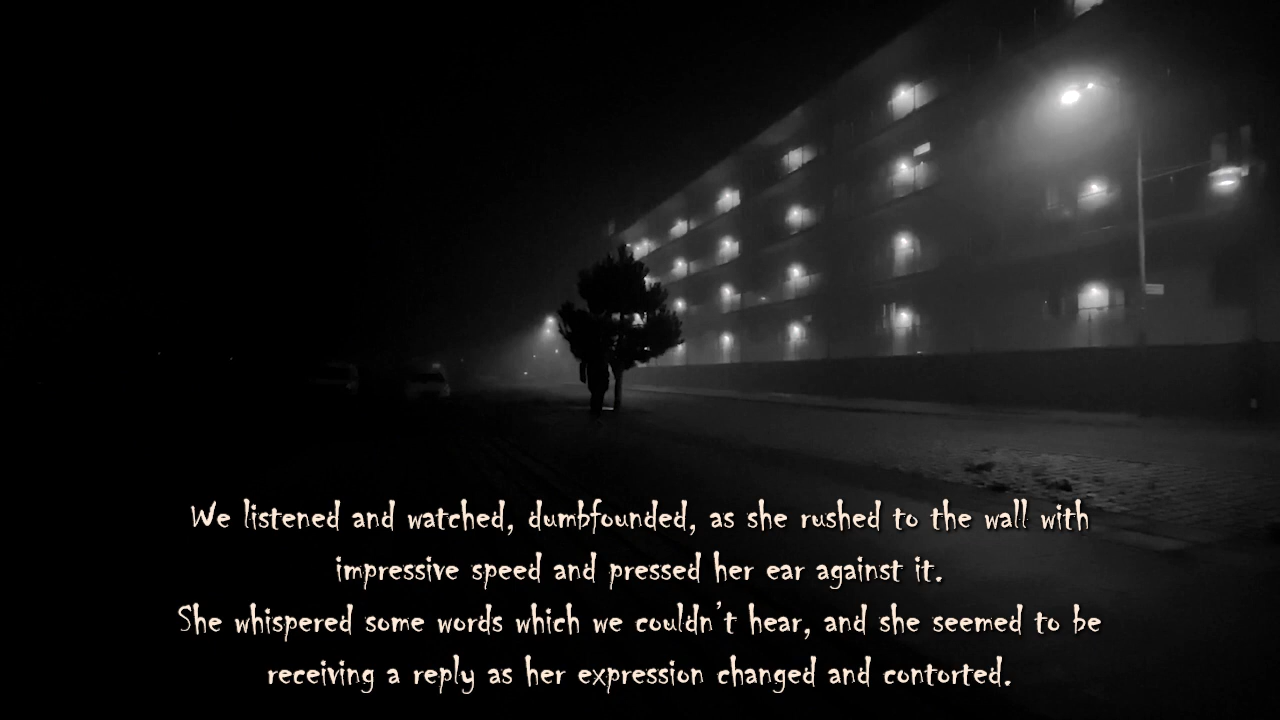 We listened and watched, dumbfounded, as she rushed to the wall with
impressive speed and pressed her ear against it.
She whispered some words which we couldn't hear, and she seemed to be
receiving a reply as her expression changed and contorted.